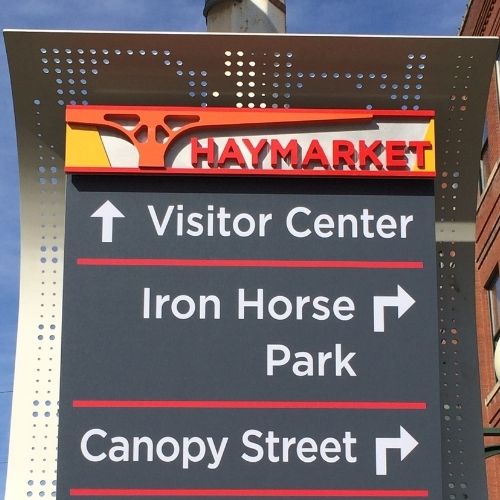 HAYMARKET
Visitor Center
Iron Horse
Park
Canopy Street